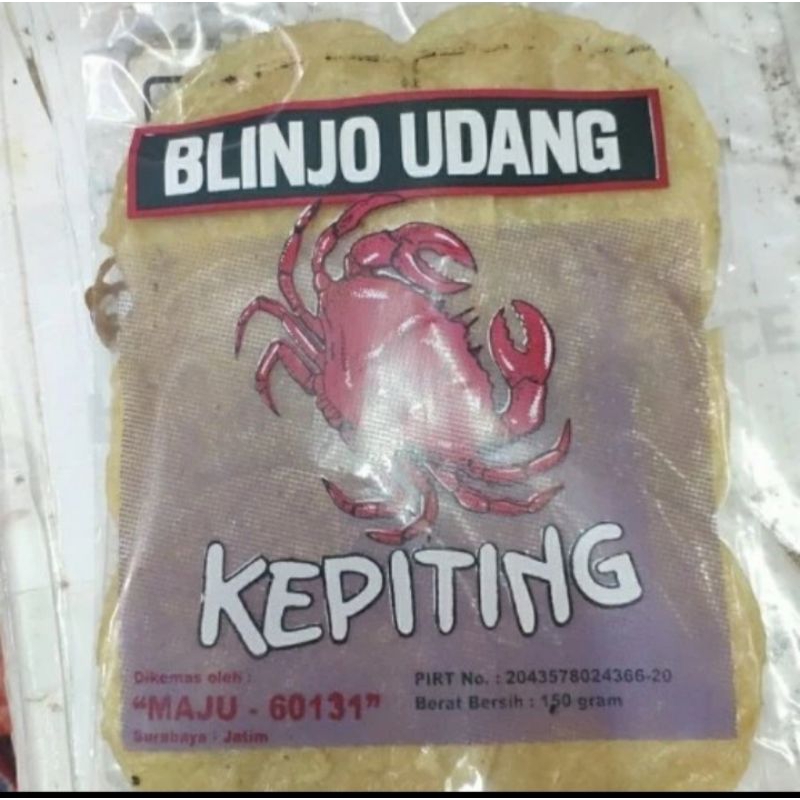 BLINJO UDANG
KEPITING
Dikemas oleh :
"MAJU - 60131"
Surabaya : Jatim
PIRT No. : 2043578024366-20
Berat Bersih : 150 gram